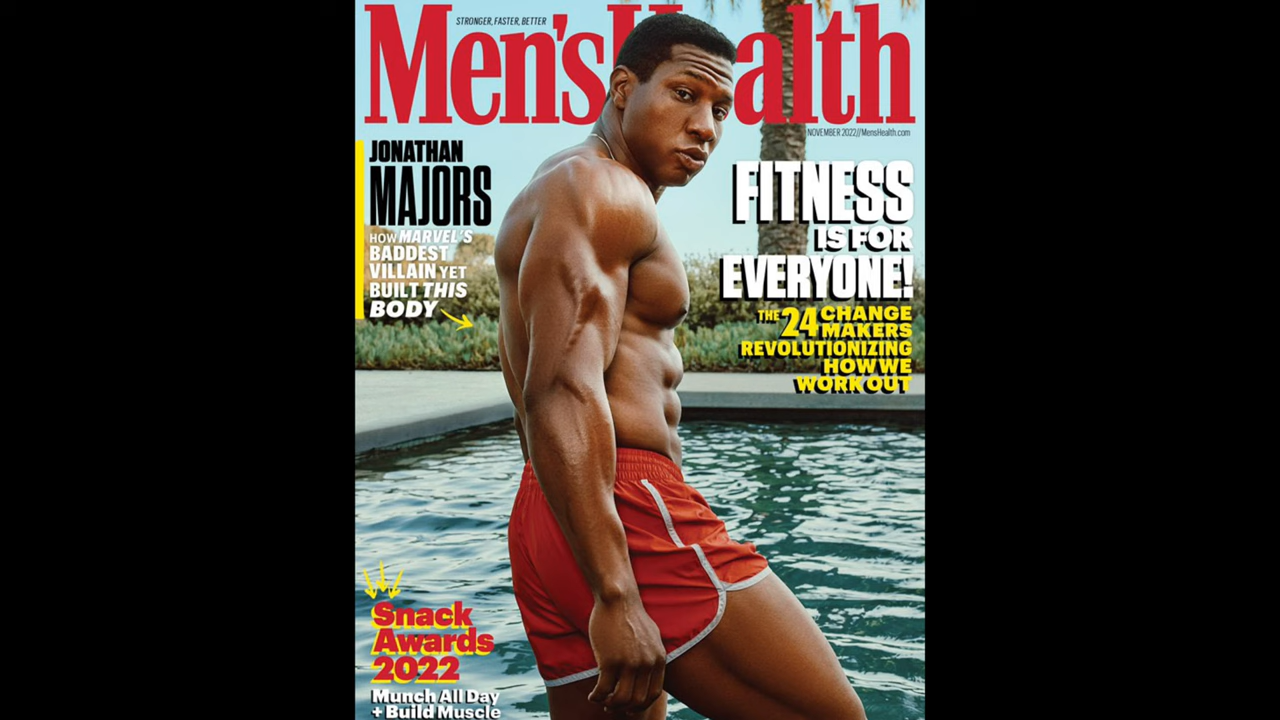 STRONGER, FASTER, BETTER
Men'sHealth
NOVEMBER 2022//MensHealth.com
JONATHAN
MAJORS
HOW MARVEL'S
BADDEST
VILLAIN YET
BUILT THIS
BODY
FITNESS
IS FOR
EVERYONE!
THE 24 CHANGE
MAKERS
REVOLUTIONIZING
HOW WE
WORK OUT
Snack
Awards
2022
Munch All Day
+ Build Muscle